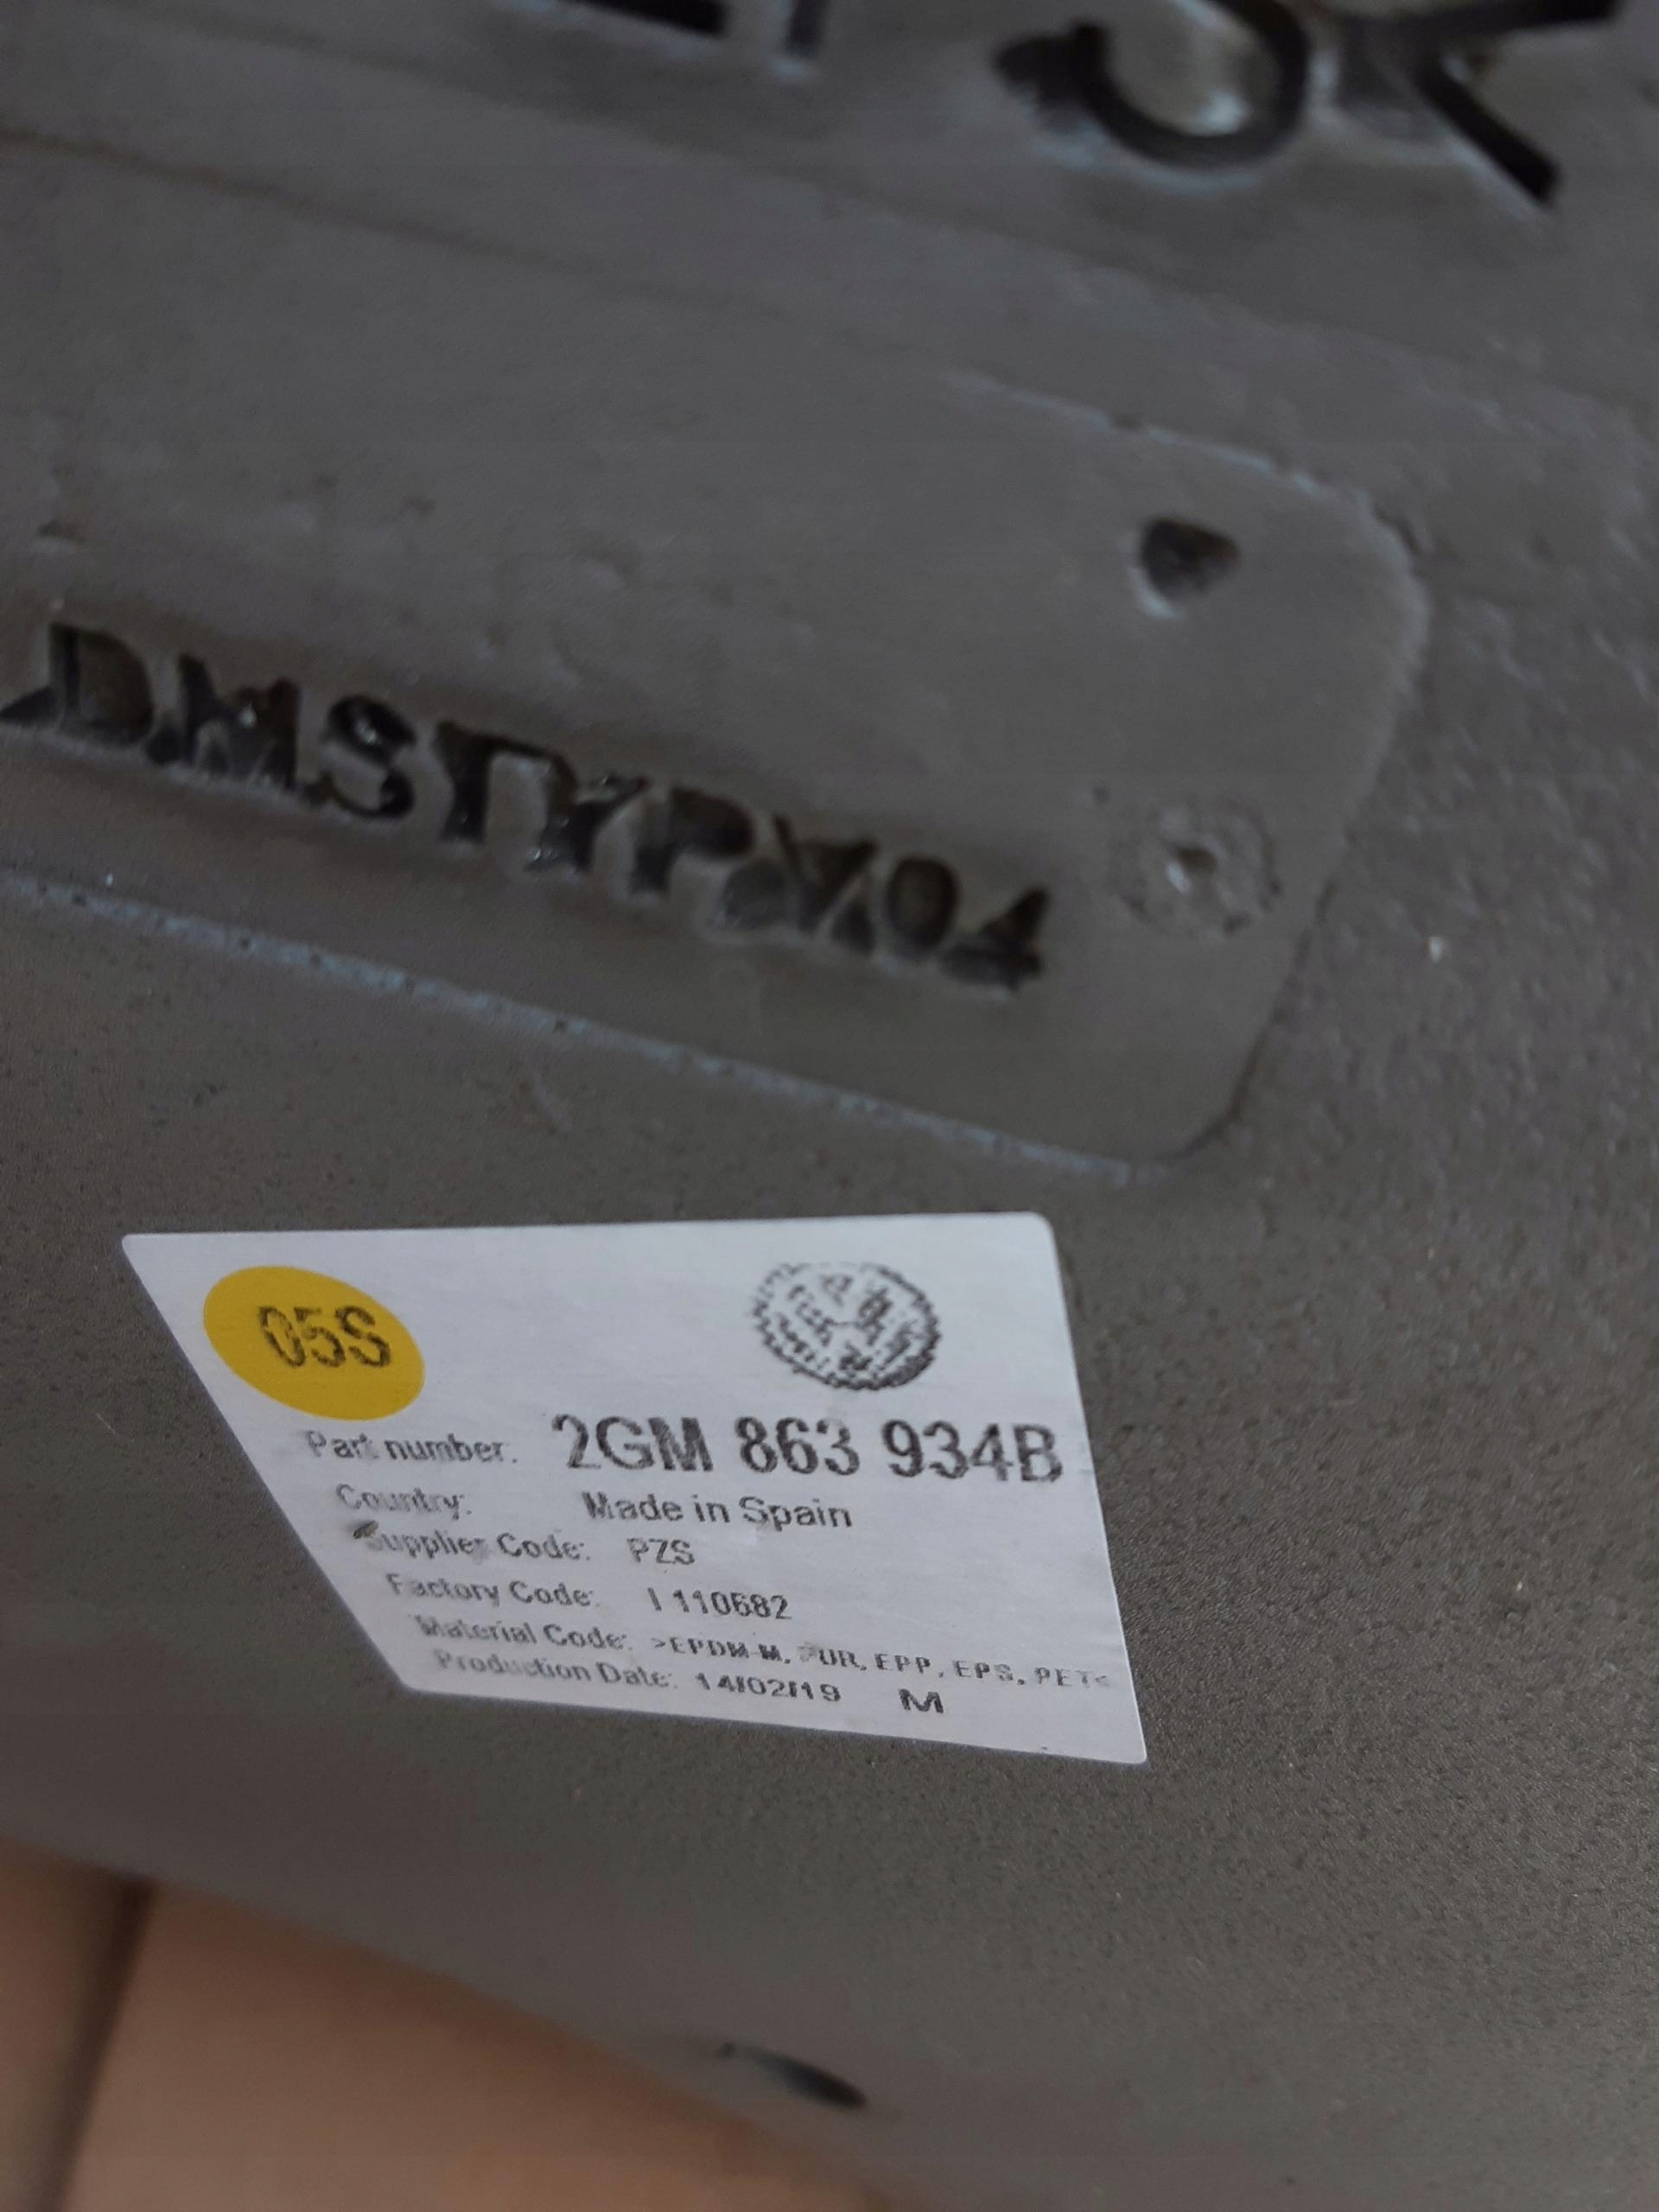 DMSTYPX04
05S
Part number: 2GM 863 934B
Country: Made in Spain
Supplier Code: PZS
Factory Code: I 110682
Material Code: >EPDM-M, PUR, EPP, EPS, PET<
Production Date: 14/02/19 M